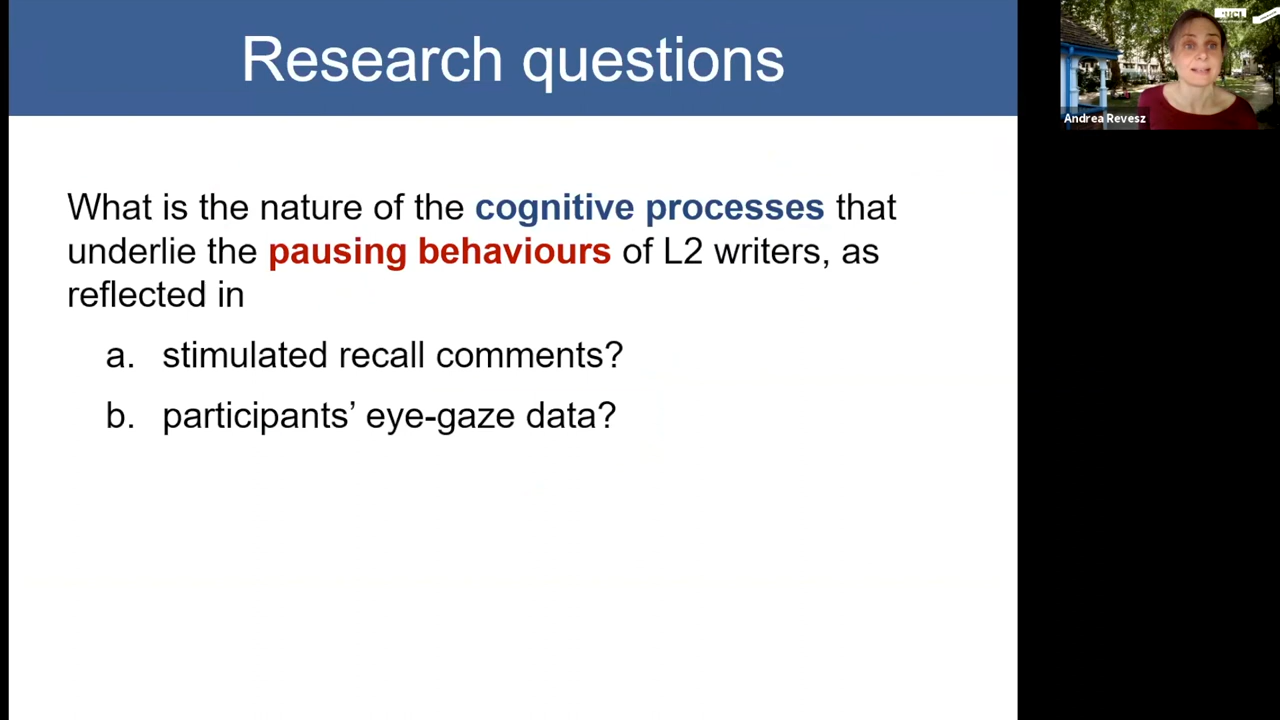 Research questions
What is the nature of the cognitive processes that
underlie the pausing behaviours of L2 writers, as
reflected in
a. stimulated recall comments?
b. participants’ eye-gaze data?
UCL
Andrea Revesz